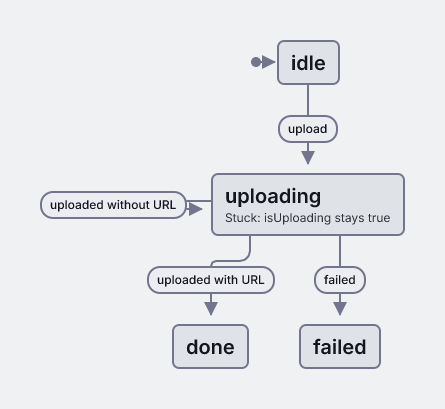 idle
upload
uploading
Stuck: isUploading stays true
uploaded without URL
uploaded with URL
failed
done
failed